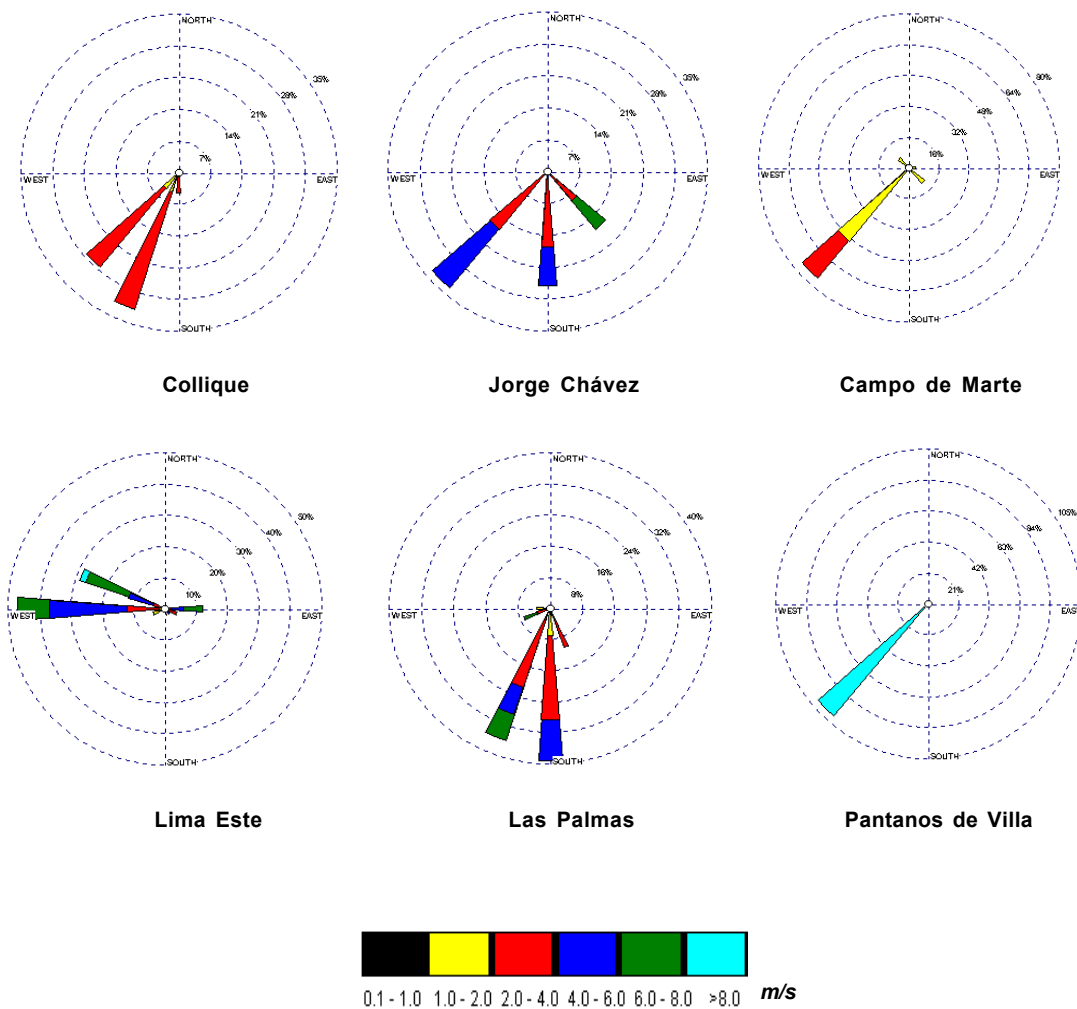 NORTH
35%
28%
21%
14%
7%
WEST
EAST
SOUTH
Collique
NORTH
35%
28%
21%
14%
7%
WEST
EAST
SOUTH
Jorge Chávez
NORTH
80%
64%
48%
32%
16%
WEST
EAST
SOUTH
Campo de Marte
NORTH
50%
40%
30%
20%
10%
WEST
EAST
SOUTH
Lima Este
NORTH
40%
32%
24%
16%
8%
WEST
EAST
SOUTH
Las Palmas
NORTH
105%
84%
63%
42%
21%
WEST
EAST
SOUTH
Pantanos de Villa
0.1 - 1.0 1.0 - 2.0 2.0 - 4.0 4.0 - 6.0 6.0 - 8.0 >8.0 m/s